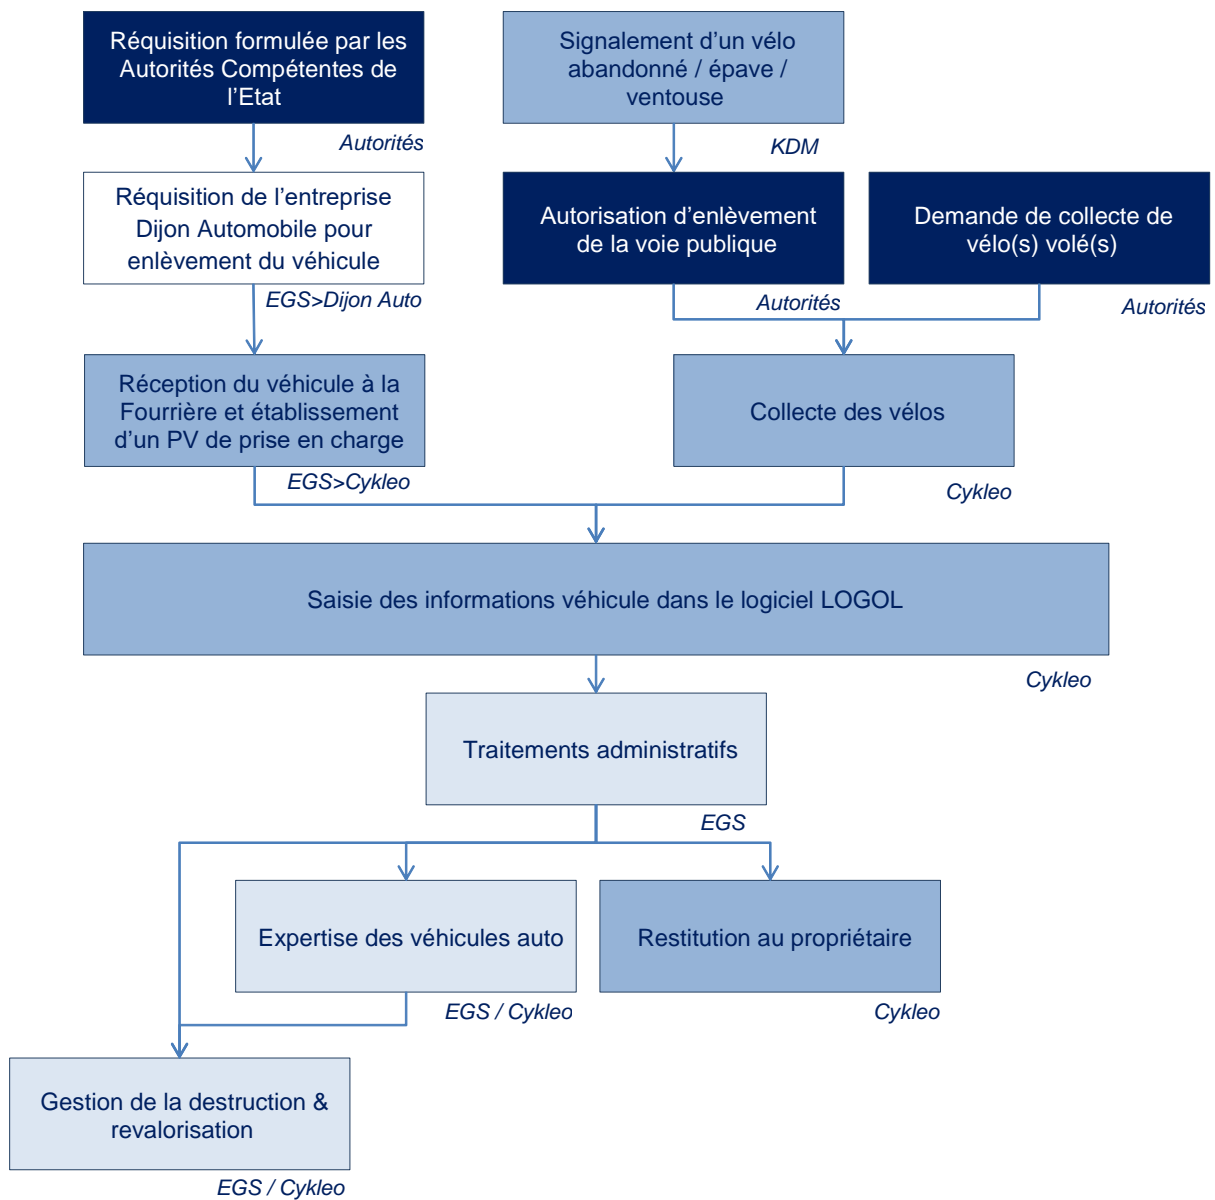 Réquisition formulée par les
Autorités Compétentes de
l’Etat
Autorités
Signalement d’un vélo
abandonné / épave /
ventouse
KDM
Réquisition de l’entreprise
Dijon Automobile pour
enlèvement du véhicule
EGS>Dijon Auto
Autorisation d’enlèvement
de la voie publique
Autorités
Demande de collecte de
vélo(s) volé(s)
Autorités
Réception du véhicule à la
Fourrière et établissement
d’un PV de prise en charge
EGS>Cykleo
Collecte des vélos
Cykleo
Saisie des informations véhicule dans le logiciel LOGOL
Cykleo
Traitements administratifs
EGS
Expertise des véhicules auto
EGS / Cykleo
Restitution au propriétaire
Cykleo
Gestion de la destruction &
revalorisation
EGS / Cykleo